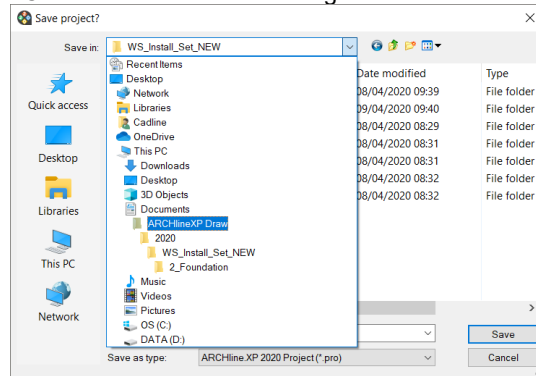 Save project?
Save in:
WS_Install_Set_NEW
Recent Items
Desktop
Network
Libraries
Cadline
OneDrive
This PC
Downloads
Desktop
3D Objects
Documents
ARCHlineXP Draw
2020
WS_Install_Set_NEW
2_Foundation
Music
Videos
Pictures
OS (C:)
DATA (D:)
Quick access
Desktop
Libraries
This PC
Network
Date modified Type
08/04/2020 09:39 File folder
09/04/2020 09:40 File folder
08/04/2020 08:29 File folder
08/04/2020 08:31 File folder
08/04/2020 08:31 File folder
08/04/2020 08:32 File folder
08/04/2020 08:32 File folder
Save
Save as type: ARCHline.XP 2020 Project (*.pro)
Cancel